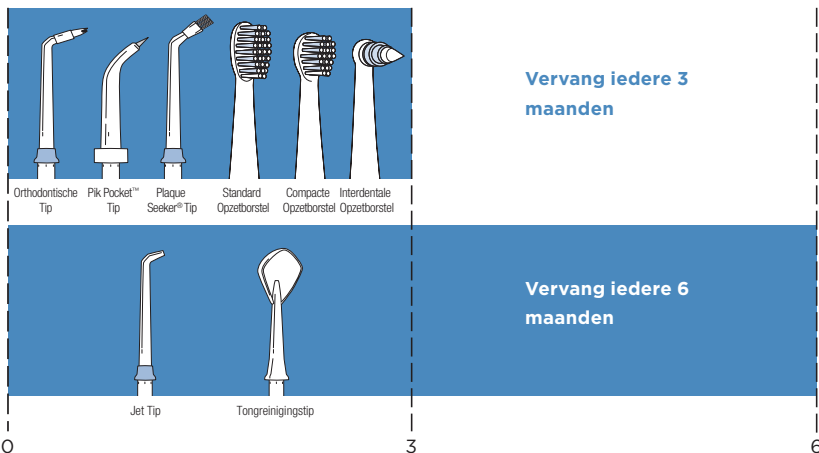 Vervang iedere 3
maanden
Orthodontische
Tip
Pik Pocket™
Tip
Plaque
Seeker® Tip
Standard
Opzetborstel
Compacte
Opzetborstel
Interdentale
Opzetborstel
Vervang iedere 6
maanden
Jet Tip
Tongreinigingstip
0
3
6